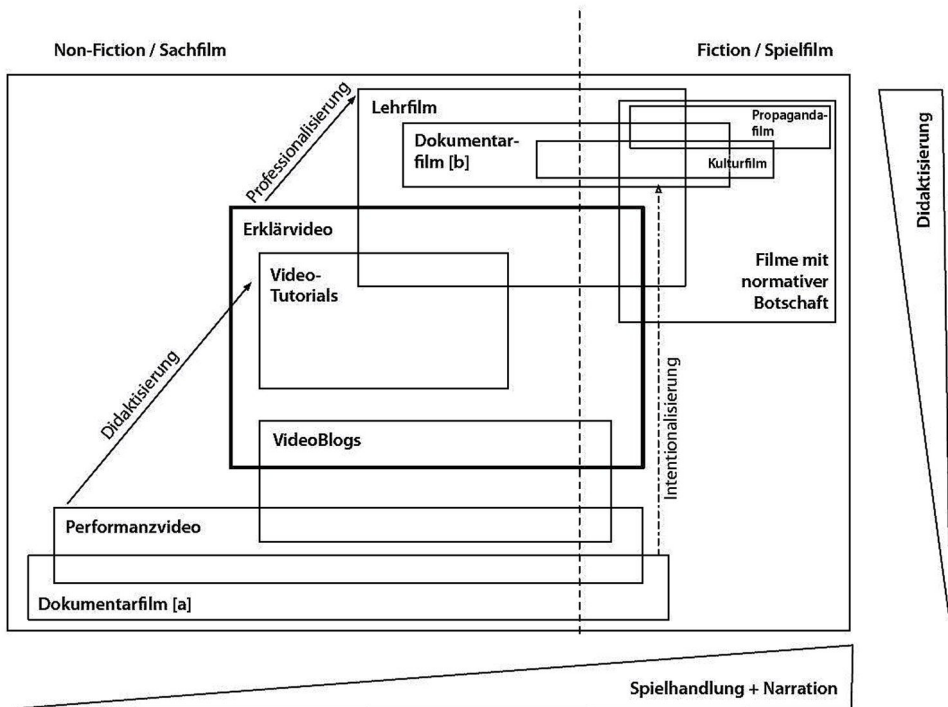 Non-Fiction / Sachfilm
Fiction / Spielfilm
Professionalisierung
Lehrfilm
Propaganda-
film
Dokumentar-
film [b]
Kulturfilm
Didaktisierung
Erklärvideo
Video-
Tutorials
Filme mit
normativer
Botschaft
Didaktisierung
Intentionalisierung
VideoBlogs
Performanzvideo
Dokumentarfilm [a]
Spielhandlung + Narration